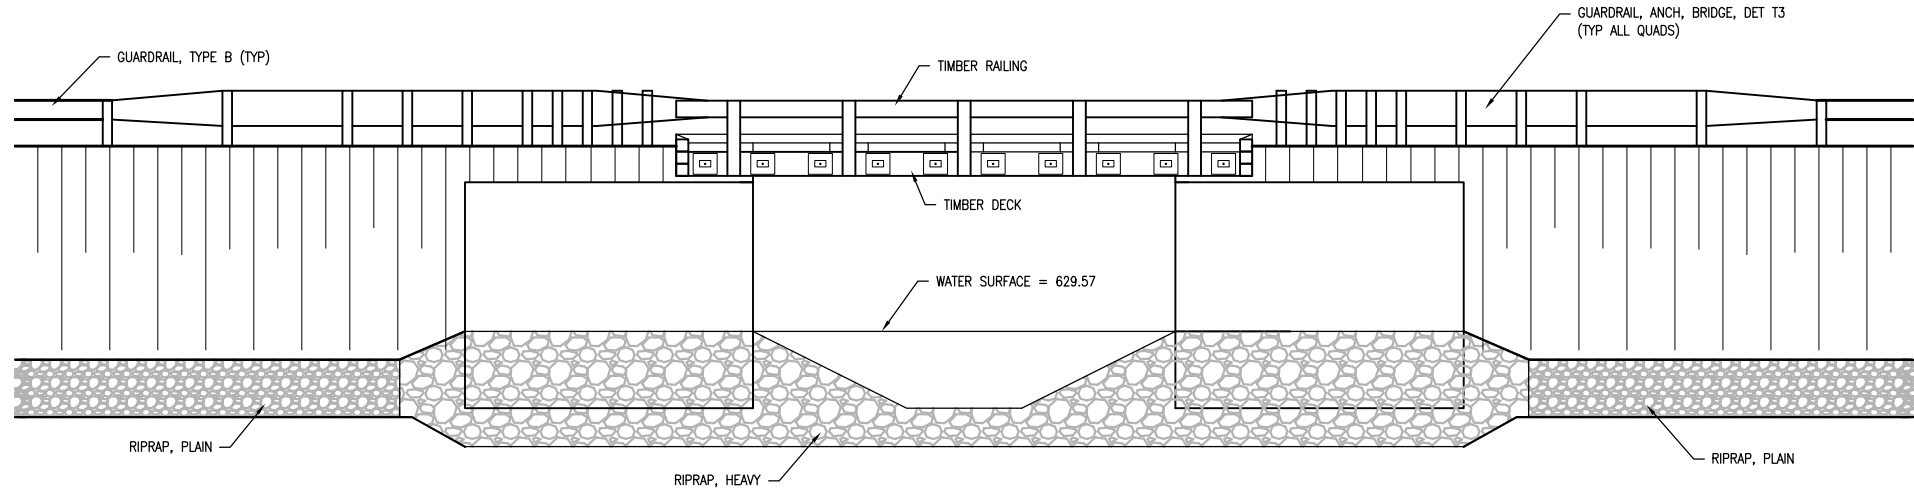 GUARDRAIL, ANCH, BRIDGE, DET T3
(TYP ALL QUADS)
GUARDRAIL, TYPE B (TYP)
TIMBER RAILING
TIMBER DECK
WATER SURFACE = 629.57
RIPRAP, PLAIN
RIPRAP, HEAVY
RIPRAP, PLAIN